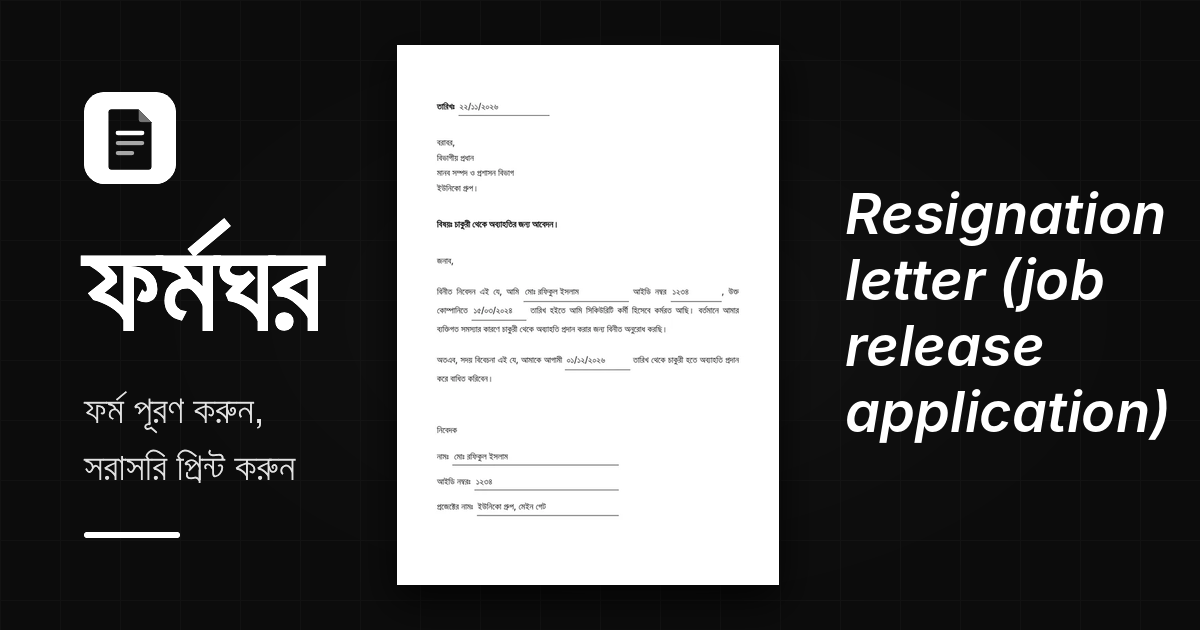 ফর্মঘর
ফর্ম পূরণ করুন,
সরাসরি প্রিন্ট করুন
তারিখঃ ২২/১১/২০২৬
বরাবর,
বিভাগীয় প্রধান
মানব সম্পদ ও প্রশাসন বিভাগ
ইউনিকো গ্রুপ।
বিষয়ঃ চাকুরী থেকে অব্যাহতির জন্য আবেদন।
জনাব,
বিনীত নিবেদন এই যে, আমি মোঃ রফিকুল ইসলাম আইডি নম্বর ১২৩৪ , উক্ত
কোম্পানিতে ১৫/০৩/২০২৪ তারিখ হইতে আমি সিকিউরিটি কর্মী হিসেবে কর্মরত আছি। বর্তমানে আমার
ব্যক্তিগত সমস্যার কারণে চাকুরী থেকে অব্যাহতি প্রদান করার জন্য বিনীত অনুরোধ করছি।
অতএব, সদয় বিবেচনা এই যে, আমাকে আগামী ০১/১২/২০২৬ তারিখ থেকে চাকুরী হতে অব্যাহতি প্রদান
করে বাধিত করিবেন।
নিবেদক
নামঃ মোঃ রফিকুল ইসলাম
আইডি নম্বরঃ ১২৩৪
প্রজেক্টের নামঃ ইউনিকো গ্রুপ, মেইন গেট
Resignation
letter (job
release
application)